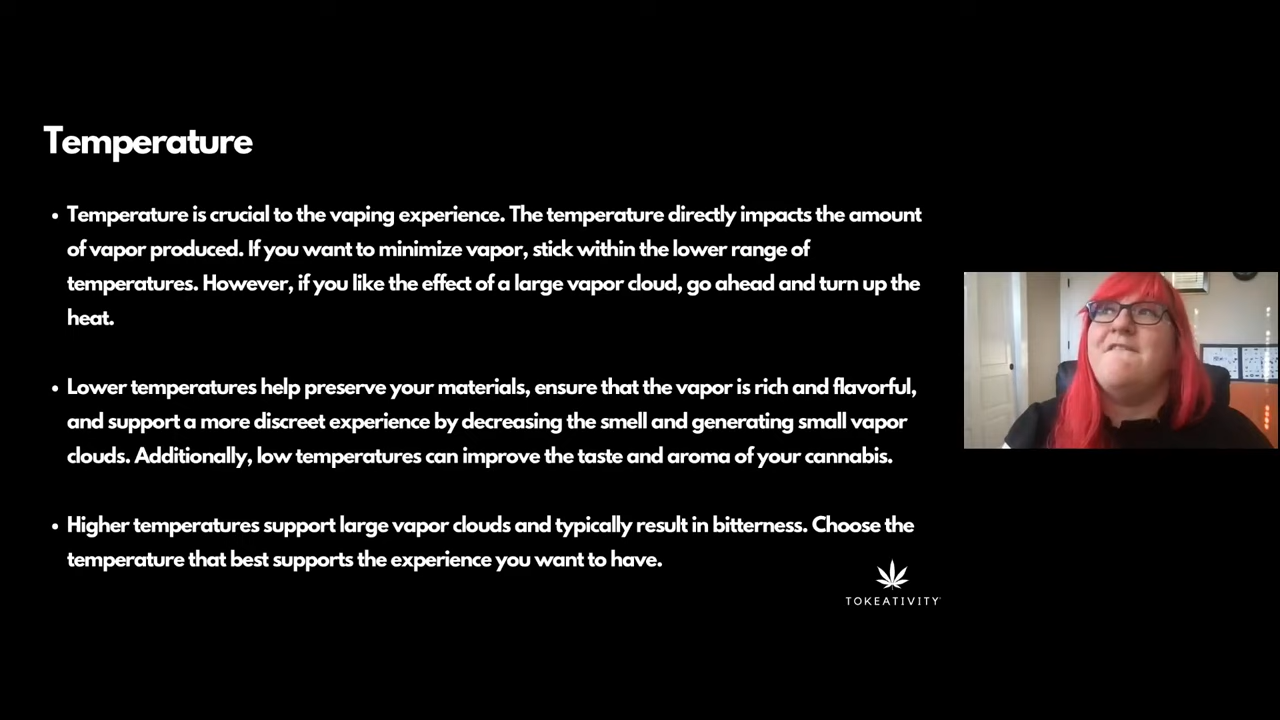 Temperature
• Temperature is crucial to the vaping experience. The temperature directly impacts the amount
of vapor produced. If you want to minimize vapor, stick within the lower range of
temperatures. However, if you like the effect of a large vapor cloud, go ahead and turn up the
heat.
• Lower temperatures help preserve your materials, ensure that the vapor is rich and flavorful,
and support a more discreet experience by decreasing the smell and generating small vapor
clouds. Additionally, low temperatures can improve the taste and aroma of your cannabis.
• Higher temperatures support large vapor clouds and typically result in bitterness. Choose the
temperature that best supports the experience you want to have.
TOKEATIVITY